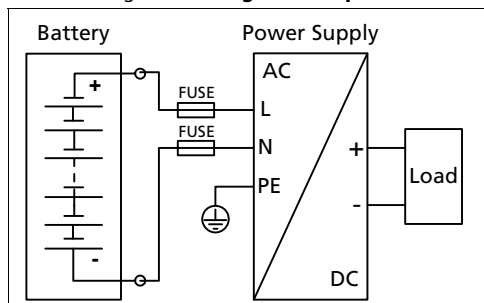 Battery
Power Supply
+
-
FUSE
FUSE
AC
L
N
PE
+
-
DC
Load